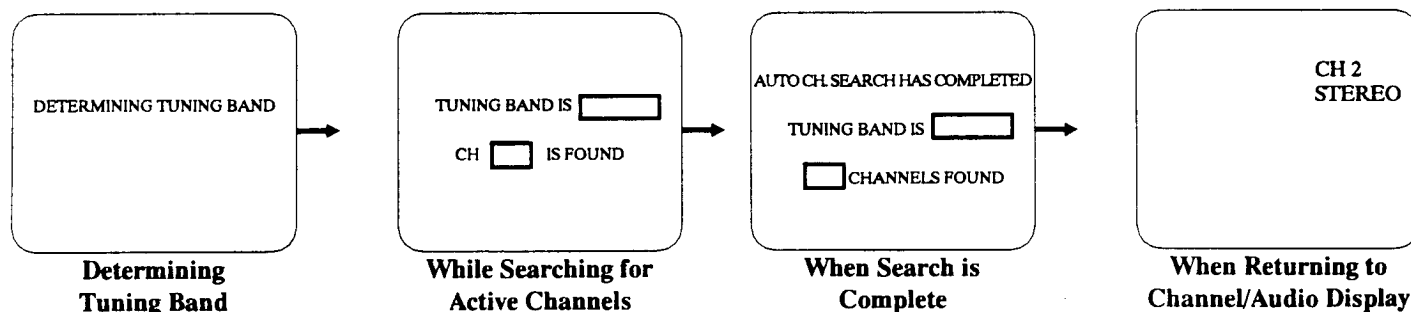 DETERMINING TUNING BAND
Determining
Tuning Band
TUNING BAND IS
CH IS FOUND
While Searching for
Active Channels
AUTO CH. SEARCH HAS COMPLETED
TUNING BAND IS
CHANNELS FOUND
When Search is
Complete
CH 2
STEREO
When Returning to
Channel/Audio Display